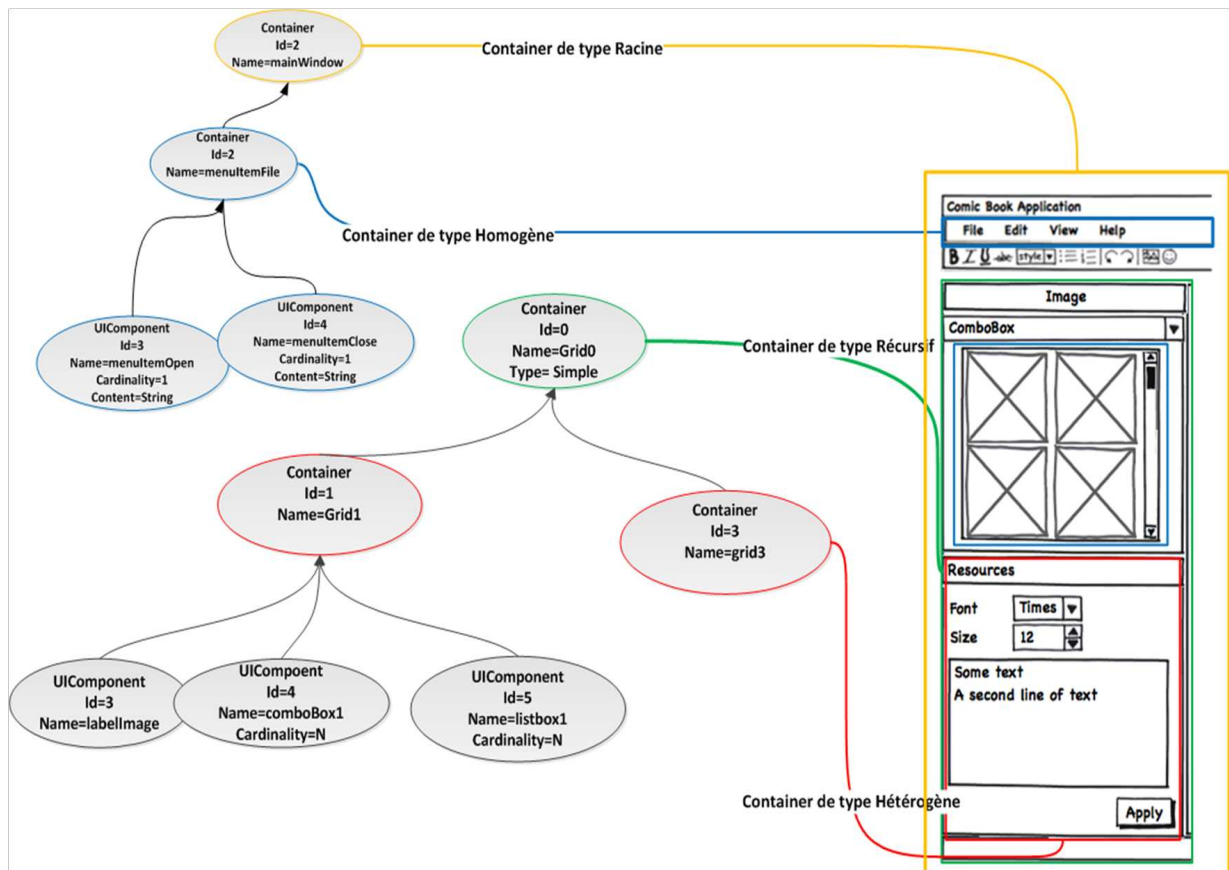 Container
Id=2
Name=mainWindow
Container de type Racine
Container
Id=2
Name=menuItemFile
Container de type Homogène
UIComponent
Id=3
Name=menuItemOpen
Cardinality=1
Content=String
UIComponent
Id=4
Name=menuItemClose
Cardinality=1
Content=String
Container
Id=0
Name=Grid0
Type= Simple
Container de type Récursif
Container
Id=1
Name=Grid1
Container
Id=3
Name=grid3
UIComponent
Id=3
Name=labelImage
UICompoent
Id=4
Name=comboBox1
Cardinality=N
UIComponent
Id=5
Name=listbox1
Cardinality=N
Container de type Hétérogène
Comic Book Application
File Edit View Help
B I U abc style
Image
ComboBox
Resources
Font Times
Size 12
Some text
A second line of text
Apply